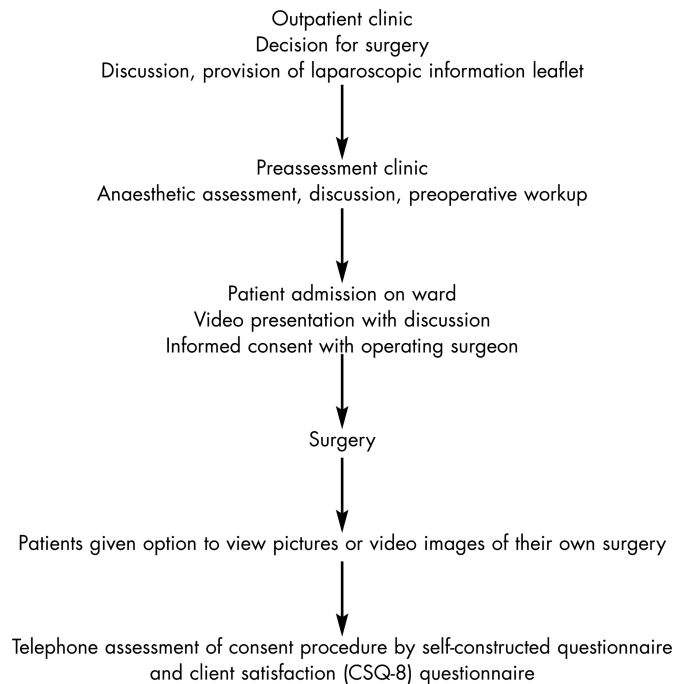 Outpatient clinic
Decision for surgery
Discussion, provision of laparoscopic information leaflet
Preassessment clinic
Anaesthetic assessment, discussion, preoperative workup
Patient admission on ward
Video presentation with discussion
Informed consent with operating surgeon
Surgery
Patients given option to view pictures or video images of their own surgery
Telephone assessment of consent procedure by self-constructed questionnaire
and client satisfaction (CSQ-8) questionnaire